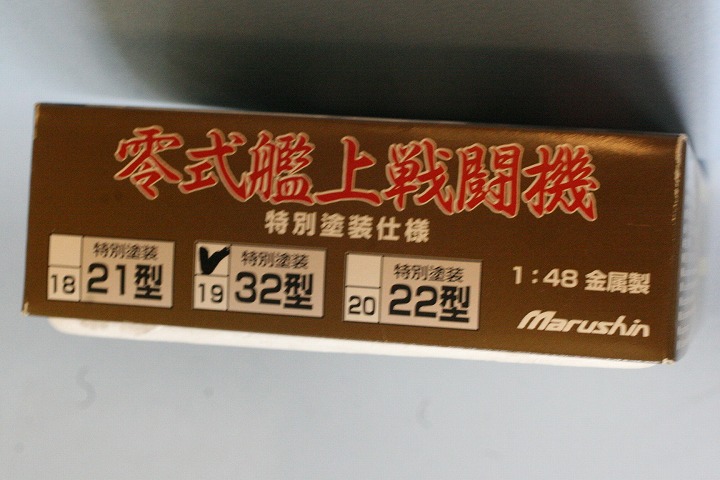 零式艦上戦闘機
特別塗装仕様
18 特別塗装 21型
19 特別塗装 32型
20 特別塗装 22型
1:48 金属製
Marushin